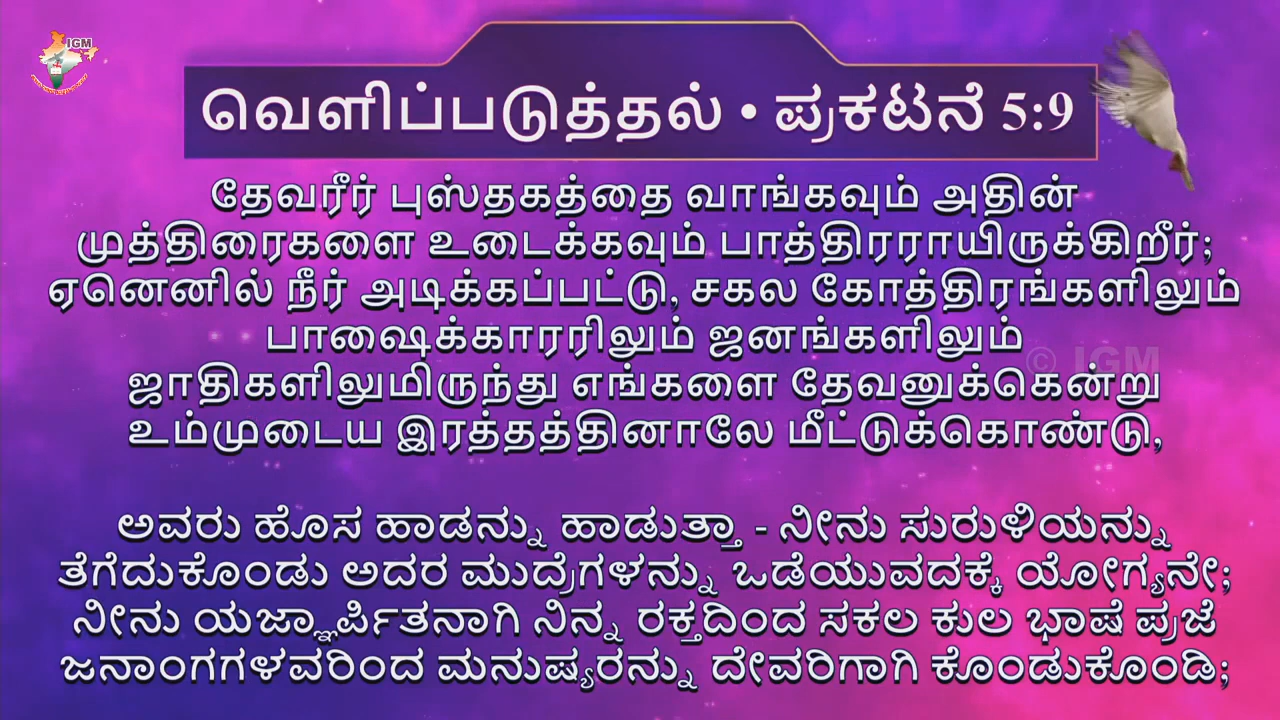 IGM
வெளிப்படுத்தல் • ಪ್ರಕಟನೆ 5:9
தேவரீர் புஸ்தகத்தை வாங்கவும் அதின்
முத்திரைகளை உடைக்கவும் பாத்திரராயிருக்கிறீர்;
ஏனெனில் நீர் அடிக்கப்பட்டு, சகல கோத்திரங்களிலும்
பாஷைக்காரரிலும் ஜனங்களிலும்
© IGM
ஜாதிகளிலுமிருந்து எங்களை தேவனுக்கென்று
உம்முடைய இரத்தத்தினாலே மீட்டுக்கொண்டு,
ಅವರು ಹೊಸ ಹಾಡನ್ನು ಹಾಡುತ್ತಾ - ನೀನು ಸುರುಳಿಯನ್ನು
ತೆಗೆದುಕೊಂಡು ಅದರ ಮುದ್ರೆಗಳನ್ನು ಒಡೆಯುವದಕ್ಕೆ ಯೋಗ್ಯನೇ;
ನೀನು ಯಜ್ಞಾರ್ಪಿತನಾಗಿ ನಿನ್ನ ರಕ್ತದಿಂದ ಸಕಲ ಕುಲ ಭಾಷೆ ಪ್ರಜೆ
ಜನಾಂಗಗಳವರಿಂದ ಮನುಷ್ಯರನ್ನು ದೇವರಿಗಾಗಿ ಕೊಂಡುಕೊಂಡಿ;